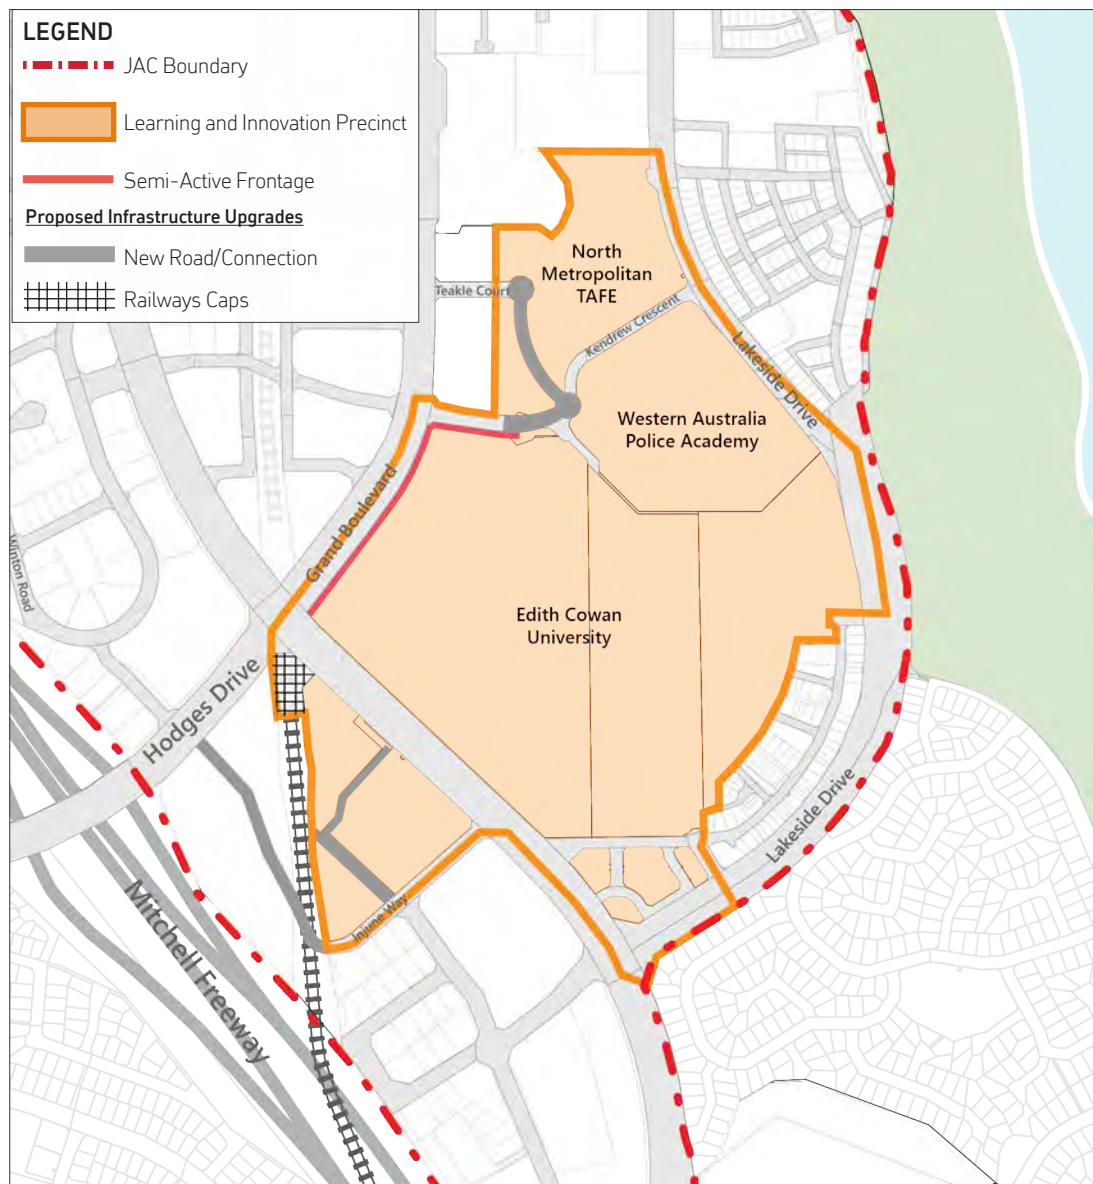 LEGEND
JAC Boundary
Learning and Innovation Precinct
Semi-Active Frontage
Proposed Infrastructure Upgrades
New Road/Connection
Railways Caps
North
Metropolitan
TAFE
Teakle Court
Kendrew Crescent
Lakeside Drive
Western Australia
Police Academy
Grand Boulevard
Winton Road
Edith Cowan
University
Hodges Drive
Lakeside Drive
Injune Way
Mitchell Freeway